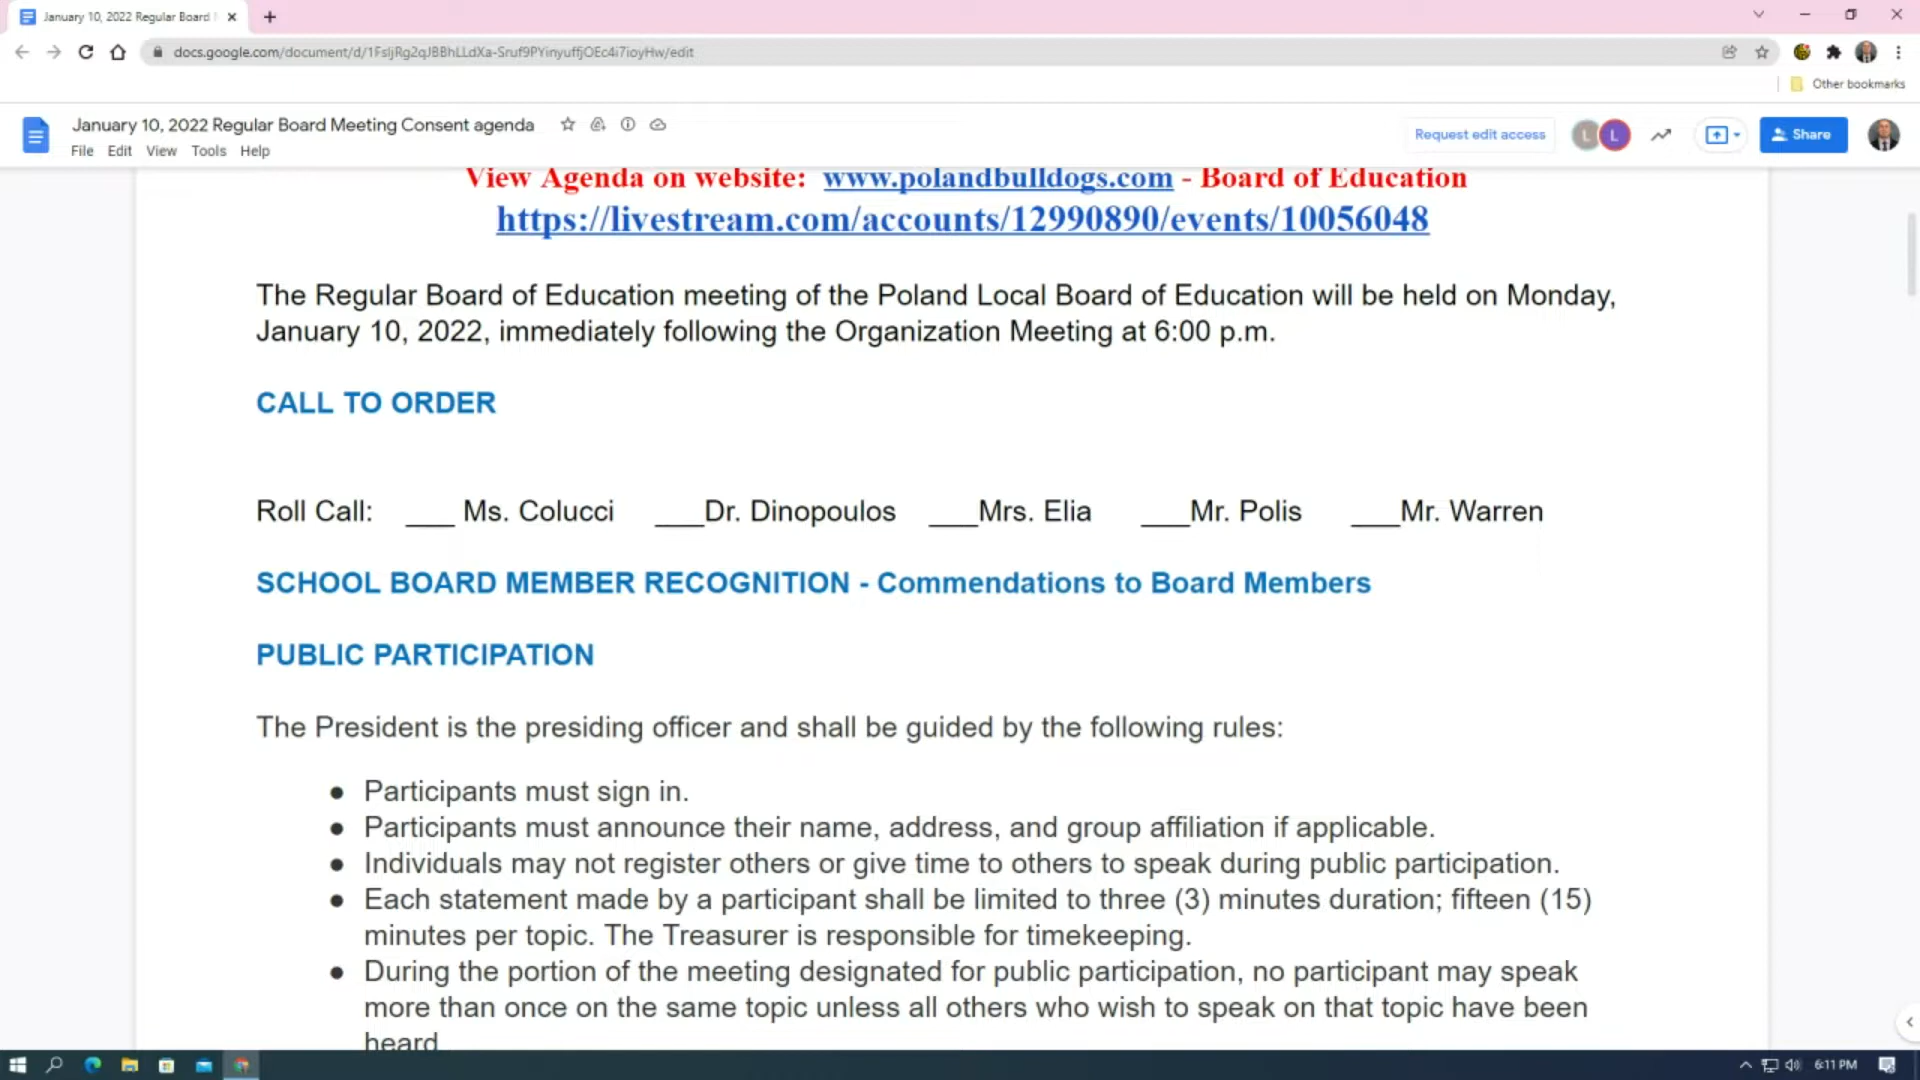 January 10, 2022 Regular Board
docs.google.com/document/d/1FsljRg2qJBBhLLdXa-Sruf9PYinyuffjOEc4i7ioyHw/edit
Other bookmarks
January 10, 2022 Regular Board Meeting Consent agenda
Request edit access
L
L
Share
File Edit View Tools Help
View Agenda on website: www.polandbulldogs.com - Board of Education
https://livestream.com/accounts/12990890/events/10056048
The Regular Board of Education meeting of the Poland Local Board of Education will be held on Monday,
January 10, 2022, immediately following the Organization Meeting at 6:00 p.m.
CALL TO ORDER
Roll Call: ___ Ms. Colucci ___Dr. Dinopoulos ___Mrs. Elia ___Mr. Polis ___Mr. Warren
SCHOOL BOARD MEMBER RECOGNITION - Commendations to Board Members
PUBLIC PARTICIPATION
The President is the presiding officer and shall be guided by the following rules:
● Participants must sign in.
● Participants must announce their name, address, and group affiliation if applicable.
● Individuals may not register others or give time to others to speak during public participation.
● Each statement made by a participant shall be limited to three (3) minutes duration; fifteen (15)
minutes per topic. The Treasurer is responsible for timekeeping.
● During the portion of the meeting designated for public participation, no participant may speak
more than once on the same topic unless all others who wish to speak on that topic have been
heard
6:11 PM